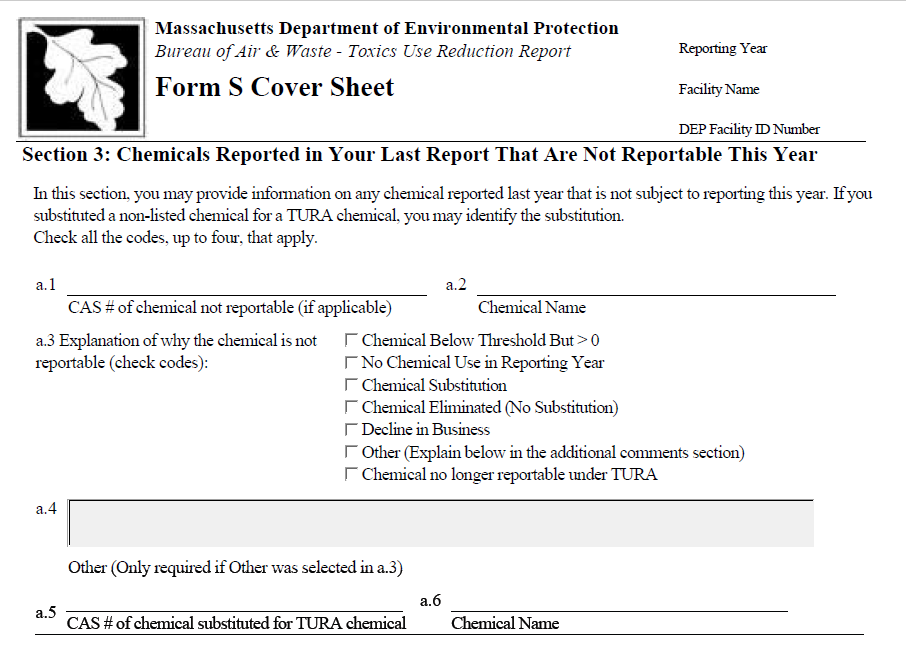 Massachusetts Department of Environmental Protection
Bureau of Air & Waste - Toxics Use Reduction Report
Form S Cover Sheet
Reporting Year
Facility Name
DEP Facility ID Number
Section 3: Chemicals Reported in Your Last Report That Are Not Reportable This Year
In this section, you may provide information on any chemical reported last year that is not subject to reporting this year. If you
substituted a non-listed chemical for a TURA chemical, you may identify the substitution.
Check all the codes, up to four, that apply.
a.1
CAS # of chemical not reportable (if applicable)
a.2
Chemical Name
a.3 Explanation of why the chemical is not
reportable (check codes):
Chemical Below Threshold But > 0
No Chemical Use in Reporting Year
Chemical Substitution
Chemical Eliminated (No Substitution)
Decline in Business
Other (Explain below in the additional comments section)
Chemical no longer reportable under TURA
a.4
Other (Only required if Other was selected in a.3)
a.5
CAS # of chemical substituted for TURA chemical
a.6
Chemical Name